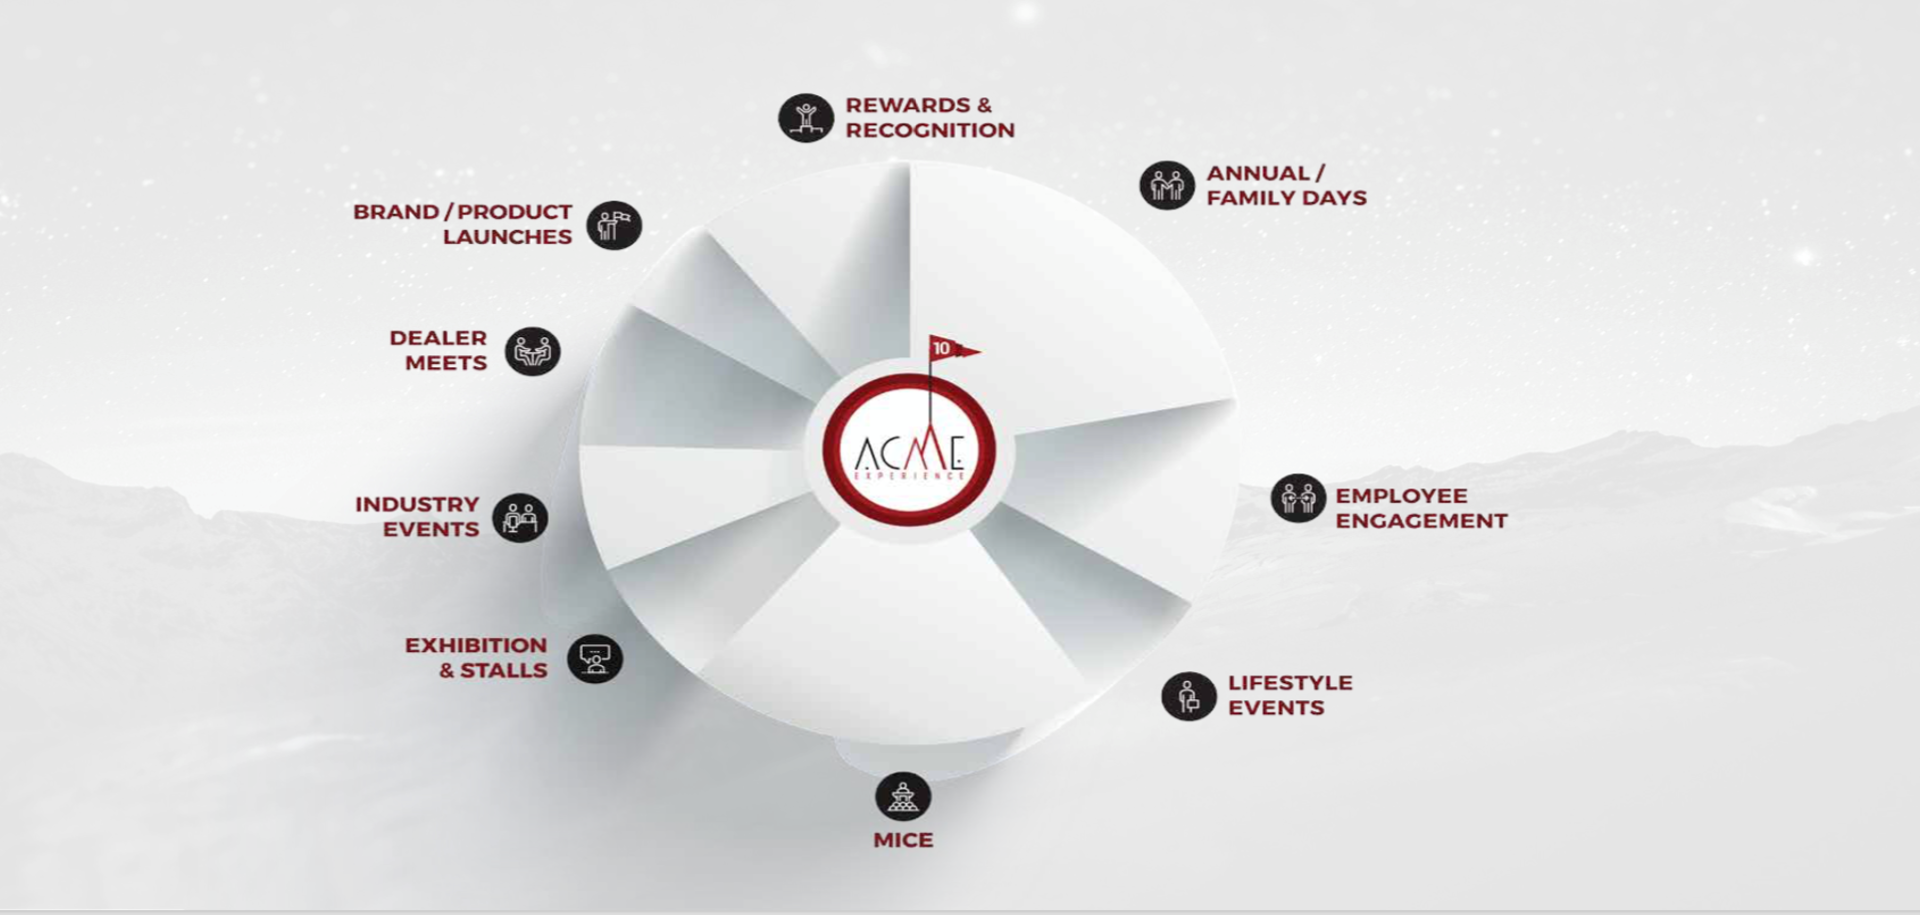 REWARDS &
RECOGNITION
ANNUAL /
FAMILY DAYS
BRAND / PRODUCT
LAUNCHES
DEALER
MEETS
10
ACME
EXPERIENCE
INDUSTRY
EVENTS
EMPLOYEE
ENGAGEMENT
EXHIBITION
& STALLS
LIFESTYLE
EVENTS
MICE